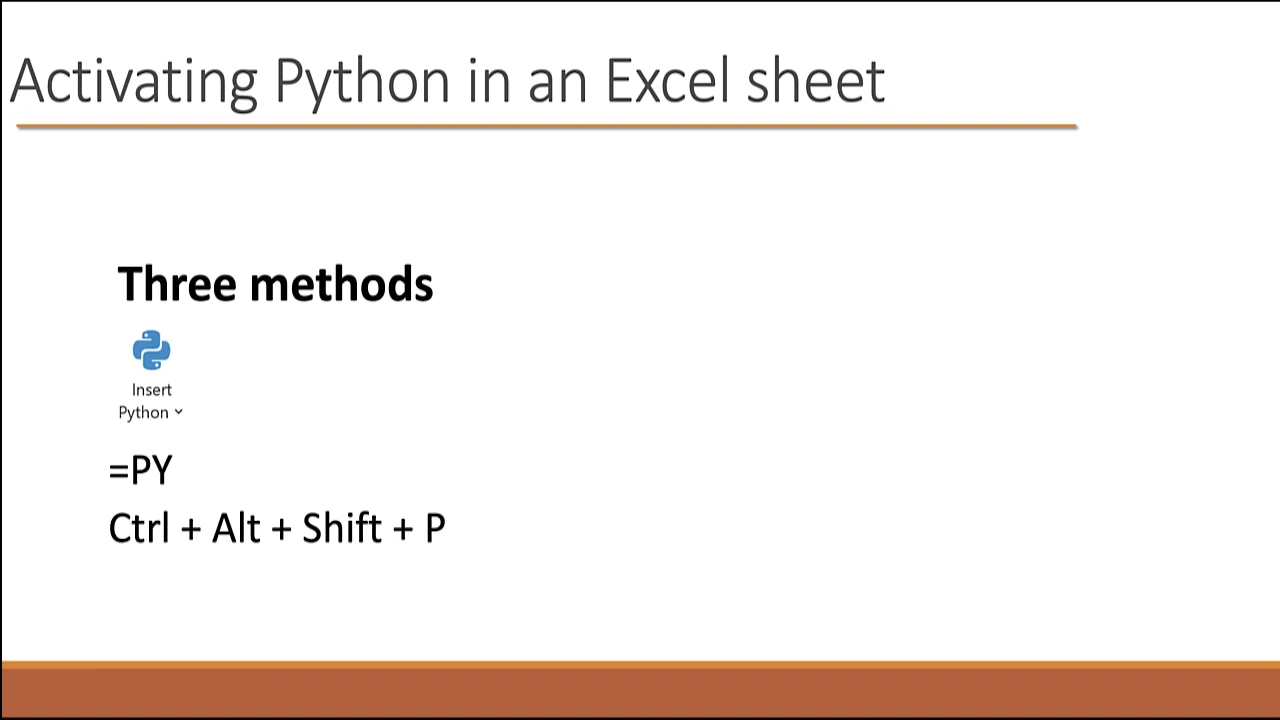 Activating Python in an Excel sheet
Three methods
Insert
Python
=PY
Ctrl + Alt + Shift + P